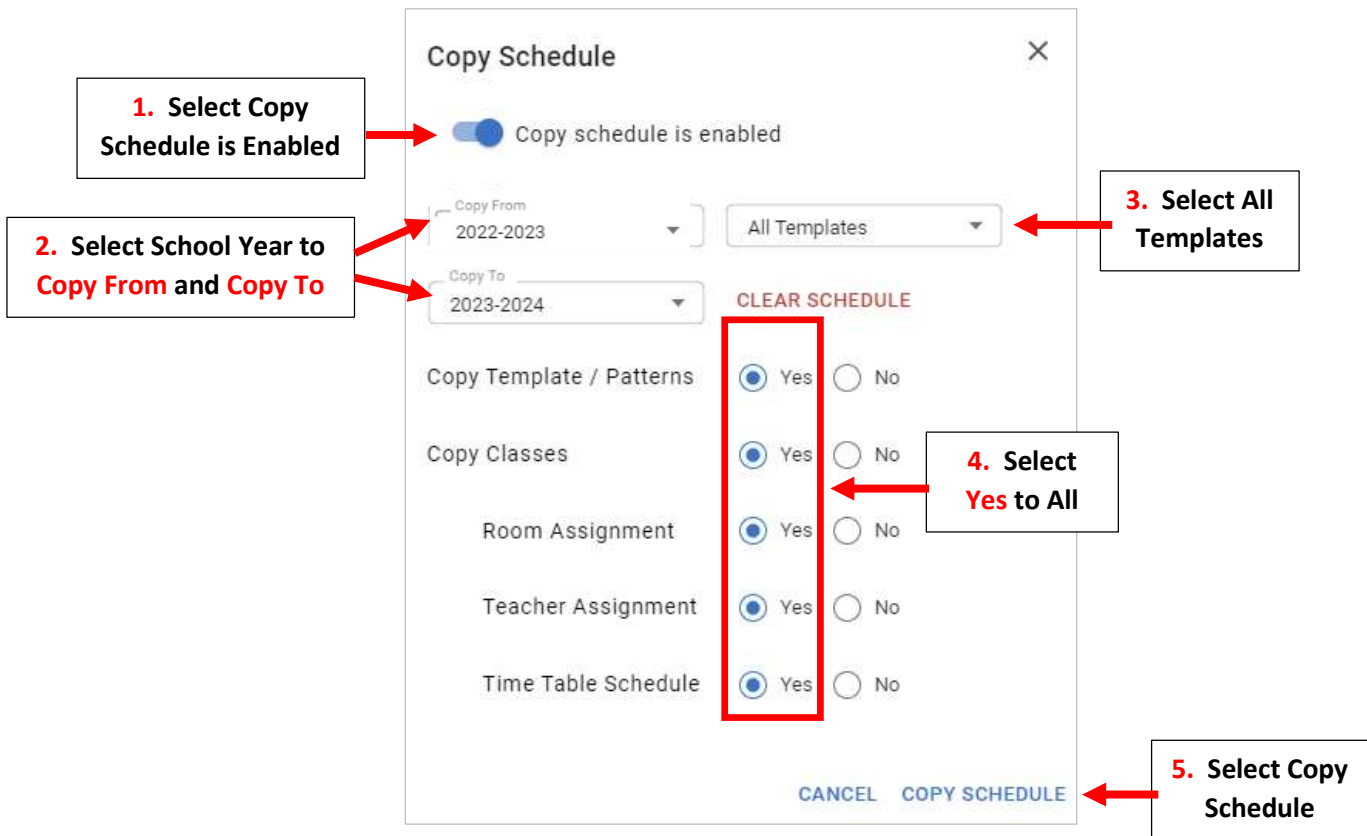 Copy Schedule
1. Select Copy
Schedule is Enabled
Copy schedule is enabled
2. Select School Year to
Copy From and Copy To
Copy From
2022-2023
All Templates
3. Select All
Templates
Copy To
2023-2024
CLEAR SCHEDULE
Copy Template / Patterns Yes No
Copy Classes Yes No
4. Select
Yes to All
Room Assignment Yes No
Teacher Assignment Yes No
Time Table Schedule Yes No
CANCEL COPY SCHEDULE
5. Select Copy
Schedule